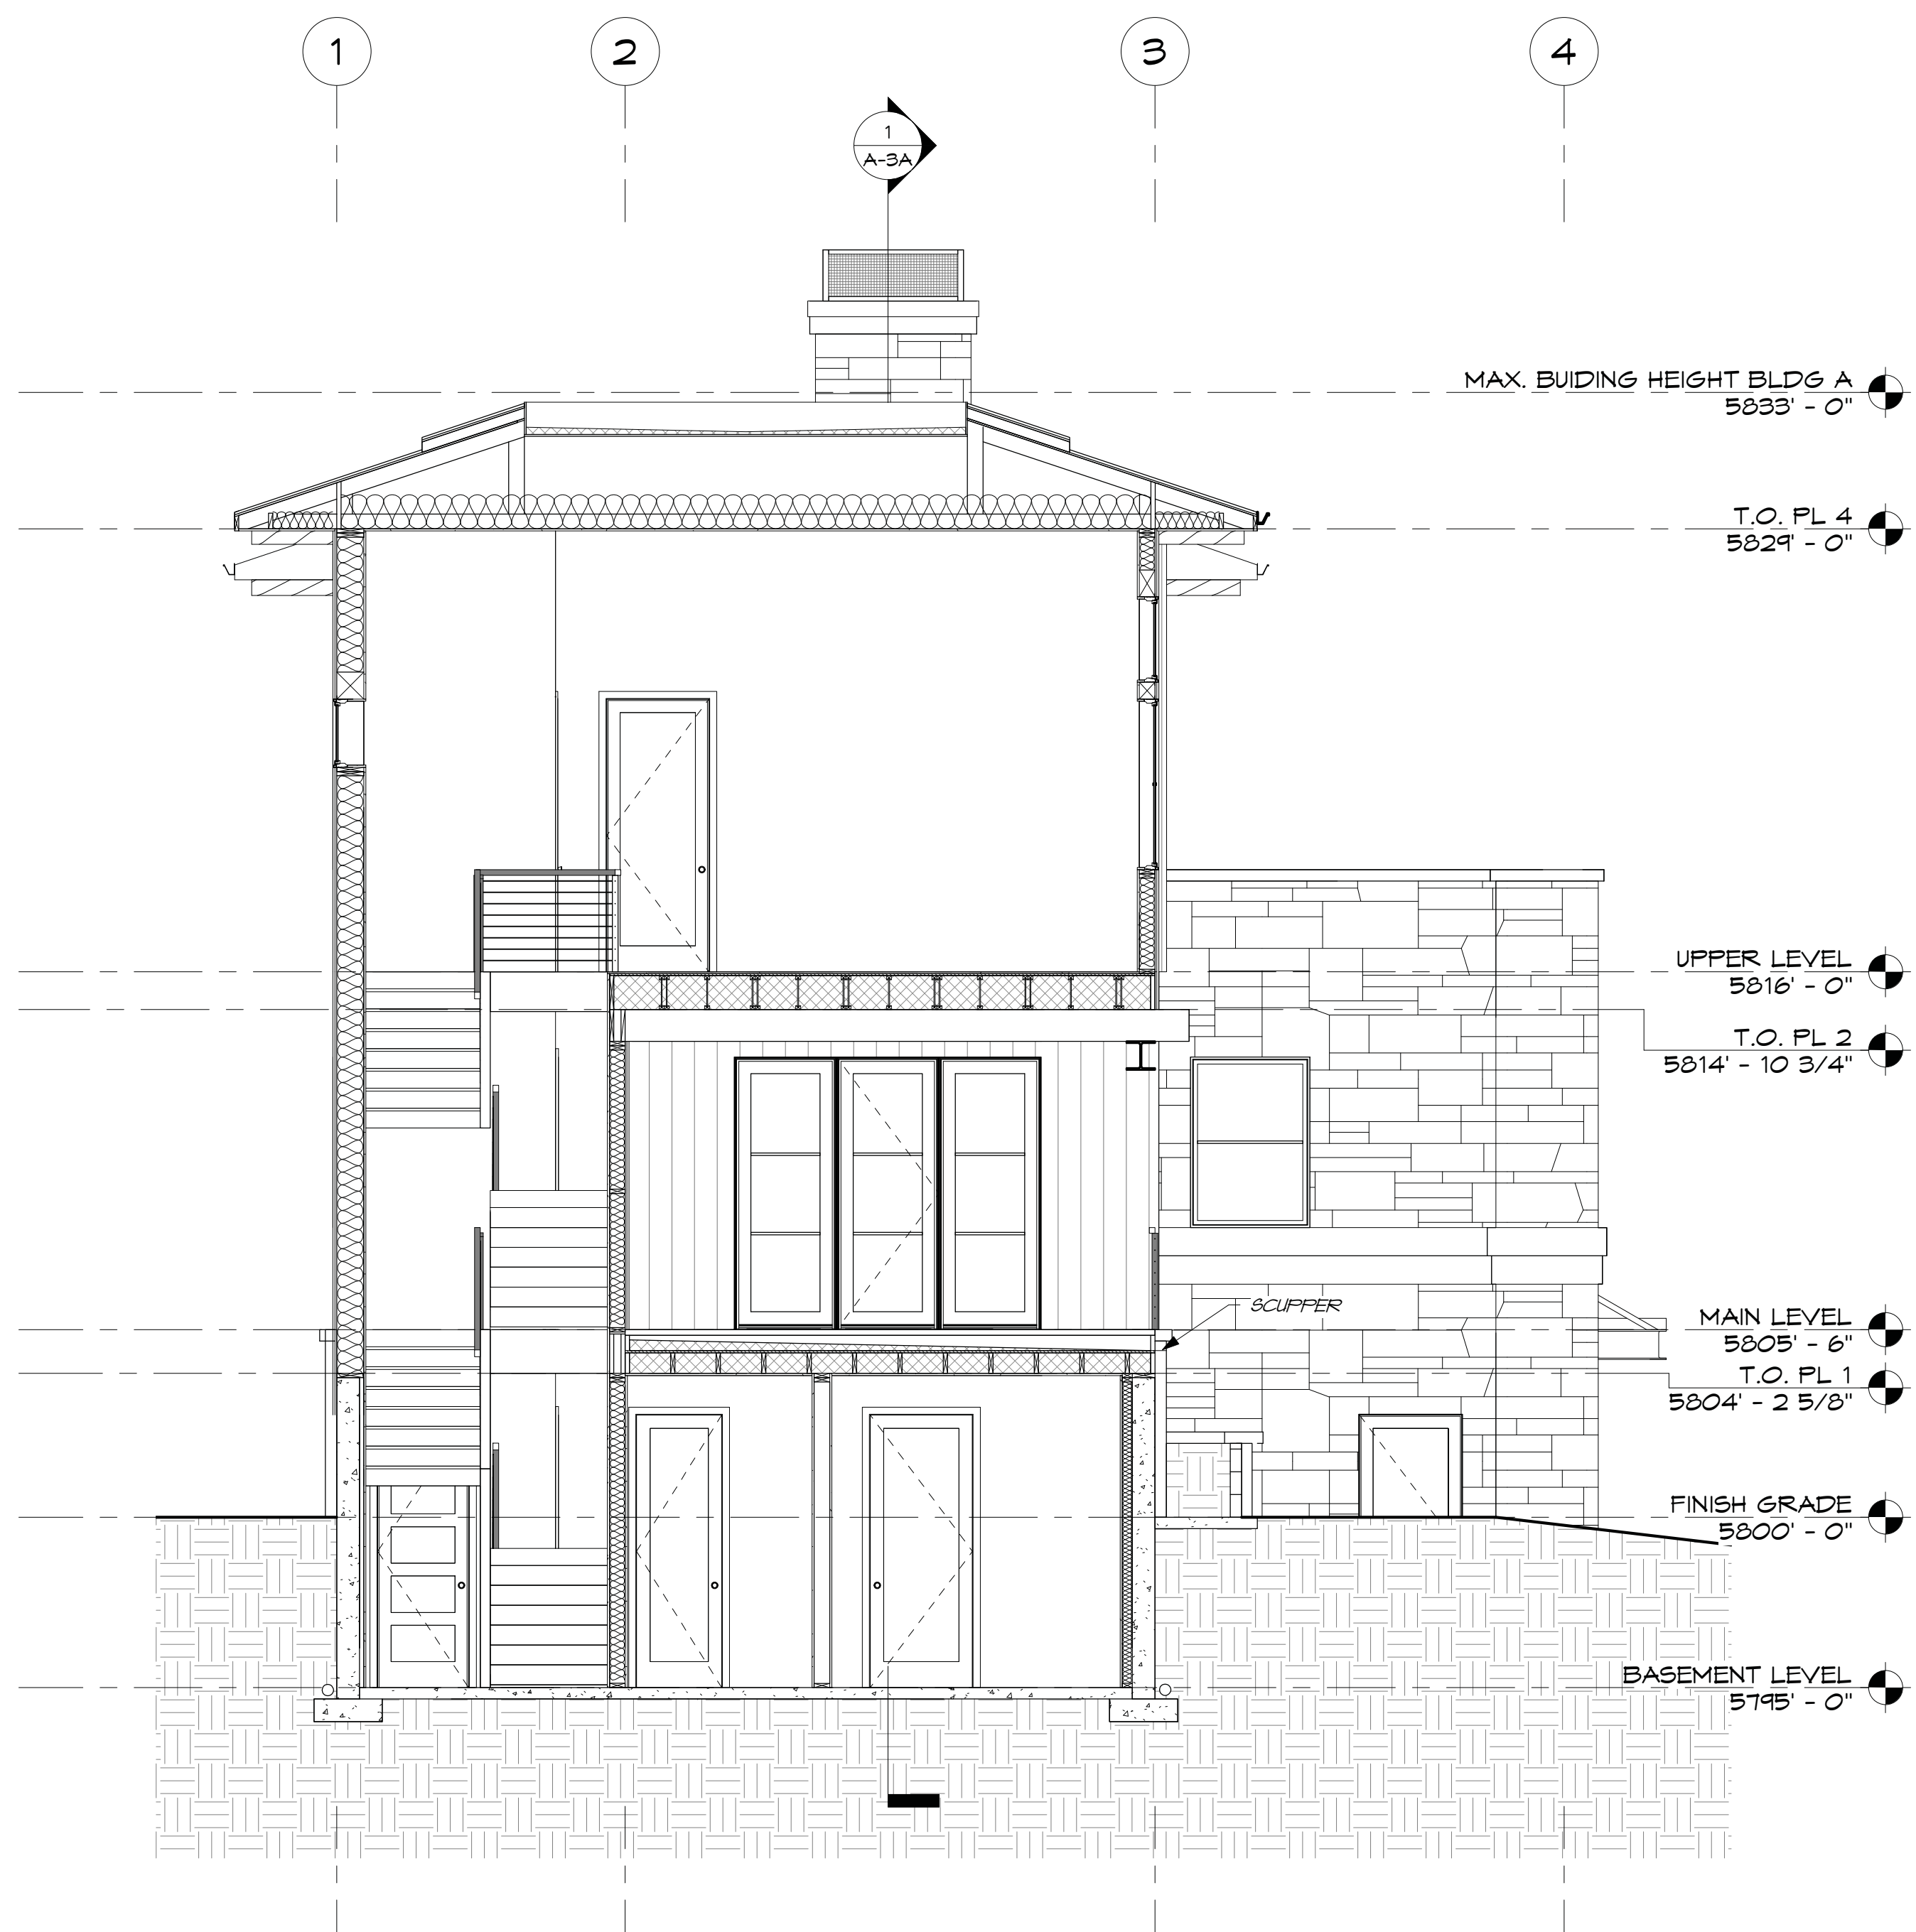 1
2
3
4
1
A-3A
MAX. BUIDING HEIGHT BLDG A
5833' - 0"
T.O. PL 4
5829' - 0"
UPPER LEVEL
5816' - 0"
T.O. PL 2
5814' - 10 3/4"
SCUPPER
MAIN LEVEL
5805' - 6"
T.O. PL 1
5804' - 2 5/8"
FINISH GRADE
5800' - 0"
BASEMENT LEVEL
5795' - 0"